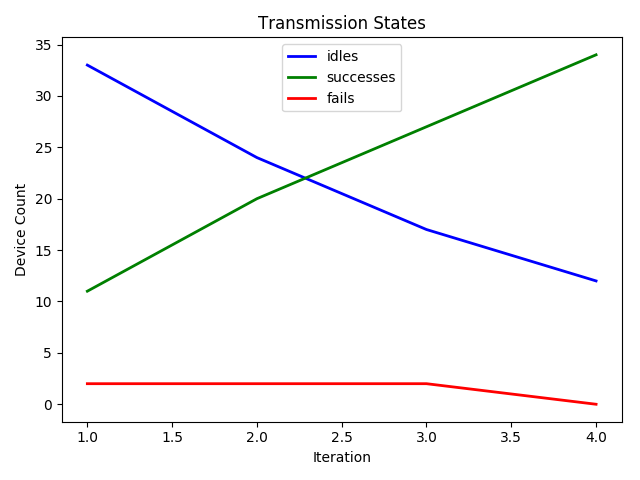 Transmission States
idles
successes
fails
Device Count
35
30
25
20
15
10
5
0
1.0 1.5 2.0 2.5 3.0 3.5 4.0
Iteration